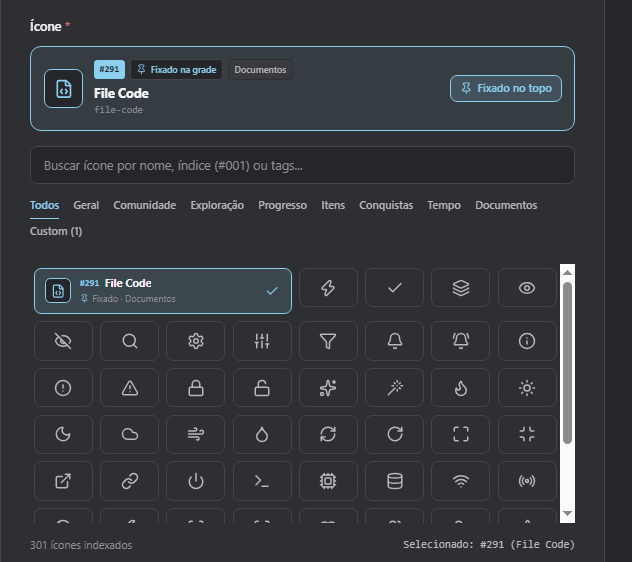 Ícone *
#291 Fixado na grade Documentos
File Code
file-code
Fixado no topo
Buscar ícone por nome, índice (#001) ou tags...
Todos Geral Comunidade Exploração Progresso Itens Conquistas Tempo Documentos
Custom (1)
#291 File Code
Fixado · Documentos
301 ícones indexados
Selecionado: #291 (File Code)